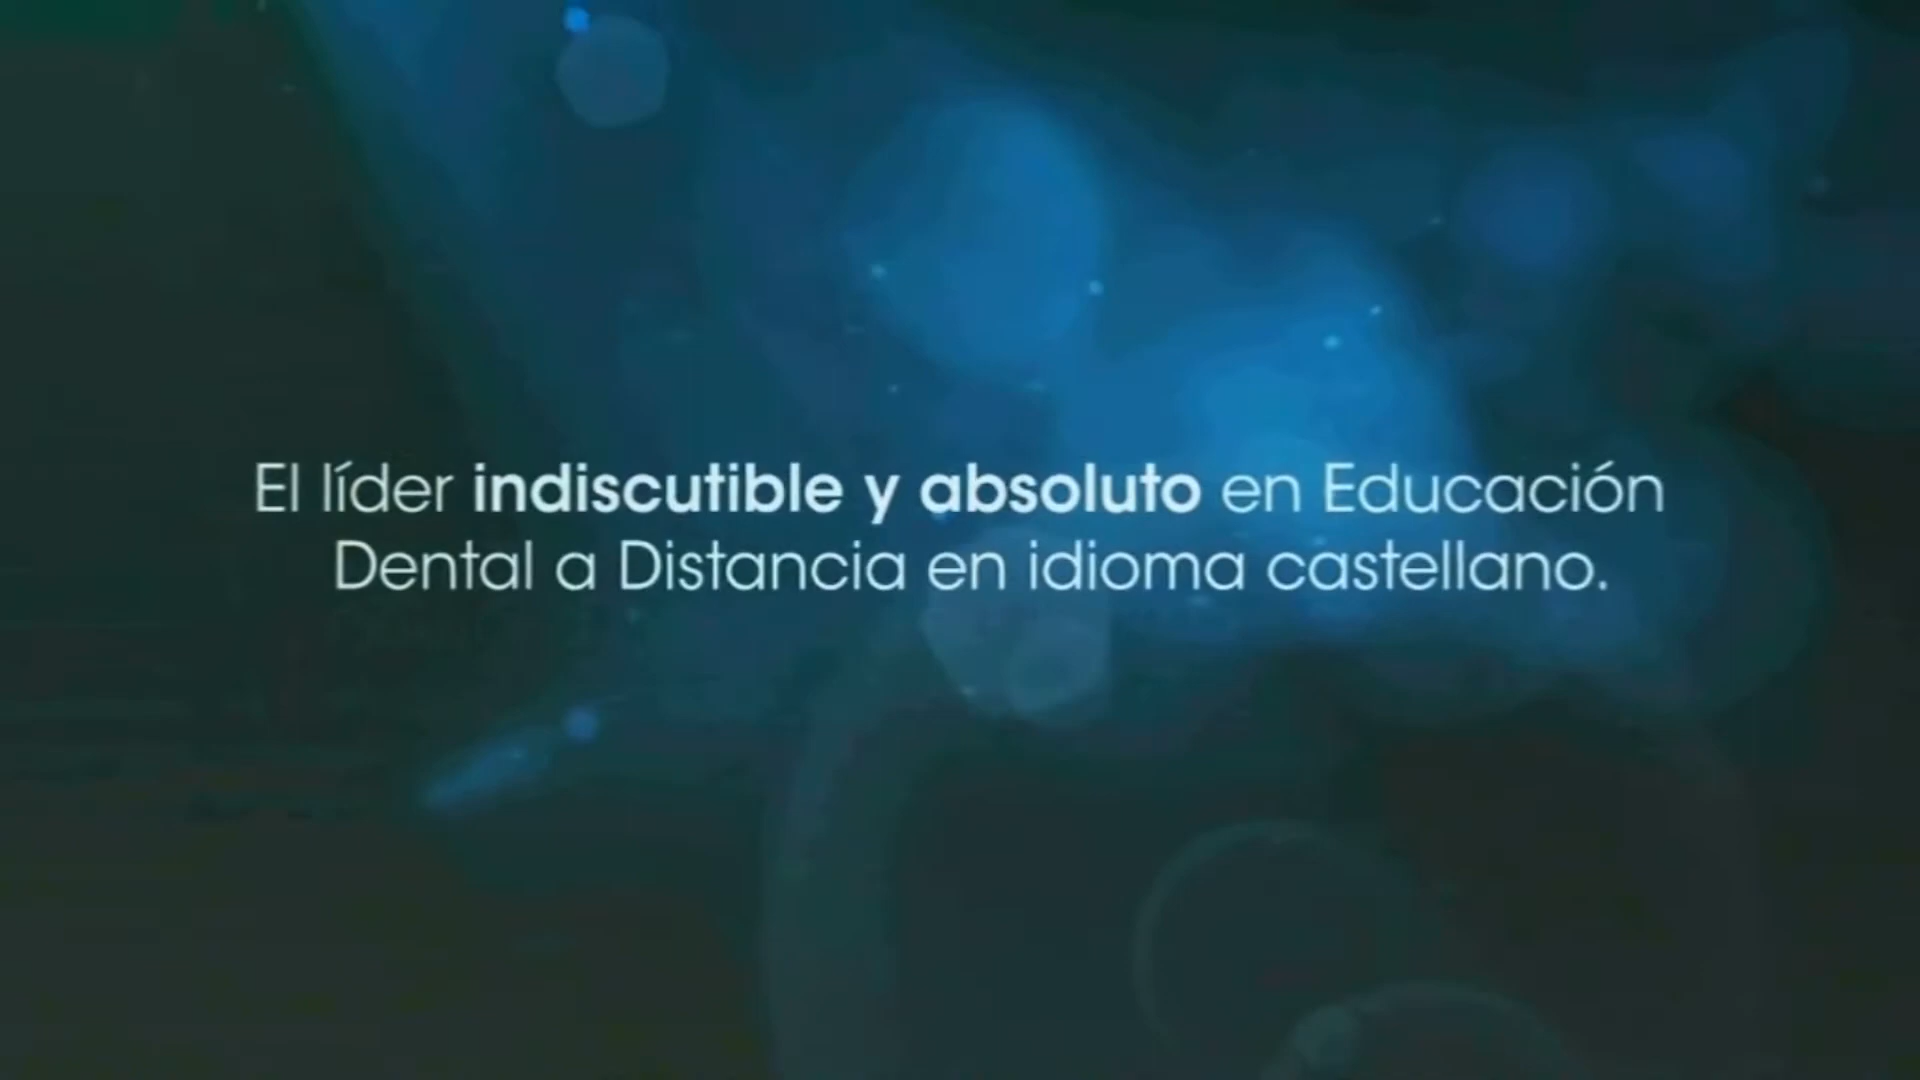 El líder indiscutible y absoluto en Educación
Dental a Distancia en idioma castellano.